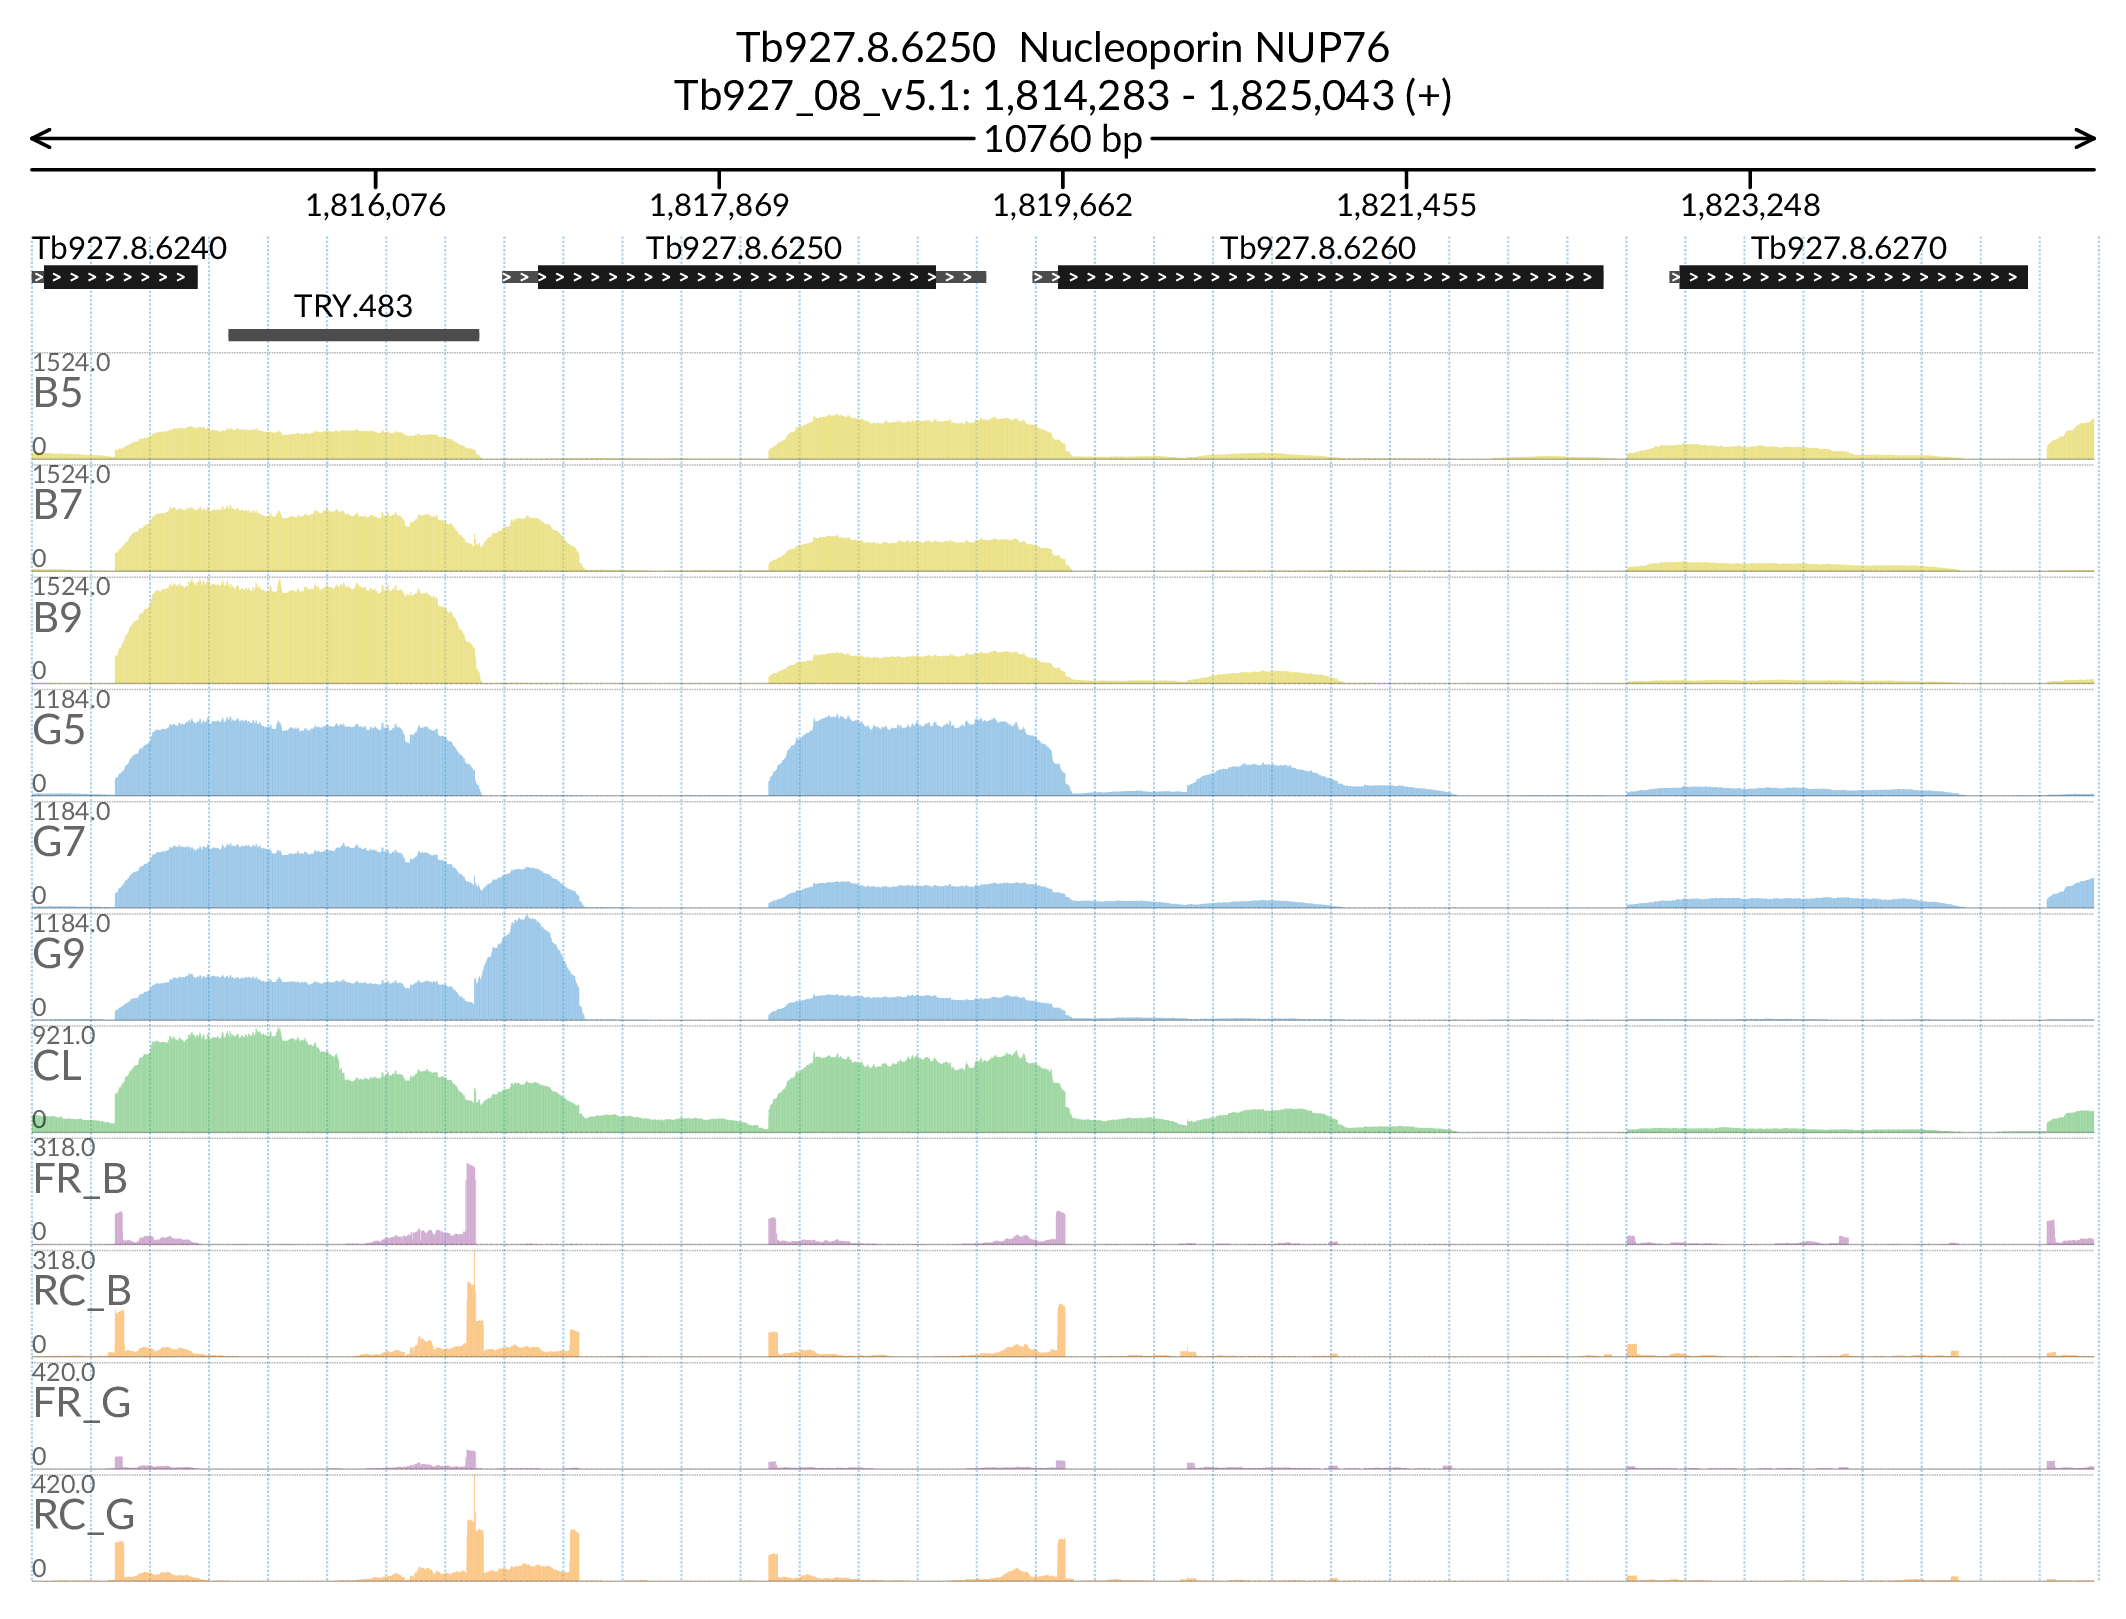 Tb927.8.6250  Nucleoporin NUP76
Tb927_08_v5.1: 1,814,283 - 1,825,043 (+)
10760 bp
1,816,076 1,817,869 1,819,662 1,821,455 1,823,248
Tb927.8.6240 Tb927.8.6250 Tb927.8.6260 Tb927.8.6270
TRY.483
1524.0
B5
0
1524.0
B7
0
1524.0
B9
0
1184.0
G5
0
1184.0
G7
0
1184.0
G9
0
921.0
CL
0
318.0
FR_B
0
318.0
RC_B
0
420.0
FR_G
0
420.0
RC_G
0